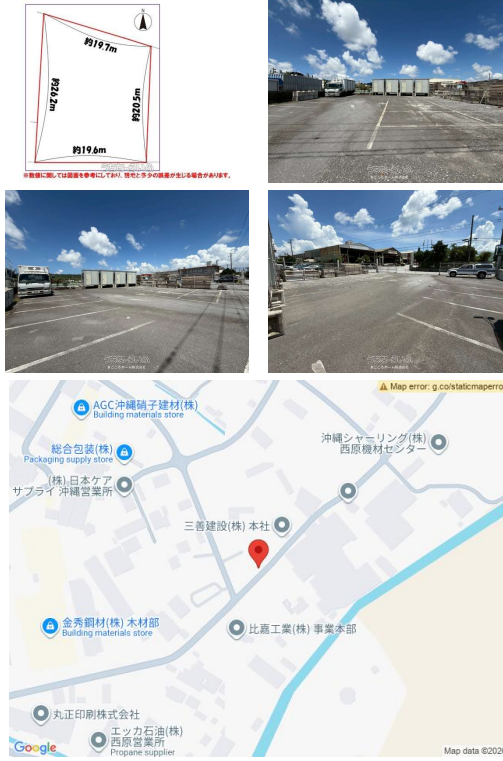 N
約19.7m
約26.2m
約20.5m
約19.6m
※数値に関しては図面を参考にしており、現地と多少の誤差が生じる場合があります。
Map error: g.co/staticmaperro
AGC沖縄硝子建材(株)
Building materials store
総合包装(株)
Packaging supply store
(株) 日本ケア
サプライ 沖縄営業所
沖縄シャーリング(株)
西原機材センター
三善建設(株) 本社
金秀鋼材(株) 木材部
Building materials store
比嘉工業(株) 事業本部
丸正印刷株式会社
エッカ石油(株)
西原営業所
Propane supplier
Google
Map data ©2026